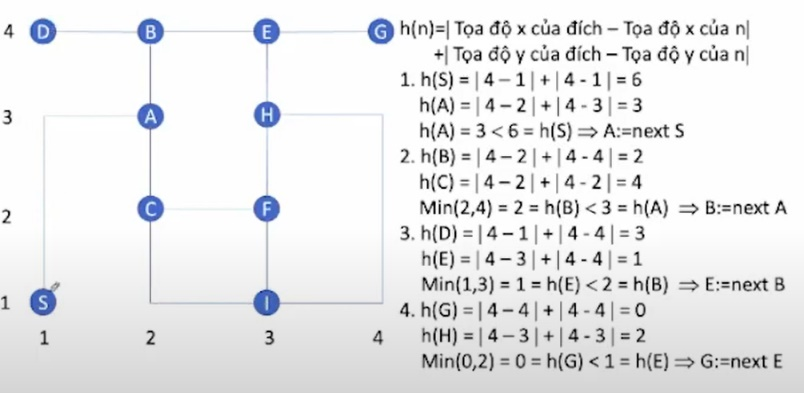 4 D B E G
3 A H
2 C F
1 S I
1 2 3 4
h(n)=| Tọa độ x của đích – Tọa độ x của n|
+| Tọa độ y của đích – Tọa độ y của n|
1. h(S) = | 4 – 1 | + | 4 - 1 | = 6
h(A) = | 4 – 2 | + | 4 - 3 | = 3
h(A) = 3 < 6 = h(S) ⇒ A:=next S
2. h(B) = | 4 – 2 | + | 4 - 4 | = 2
h(C) = | 4 – 2 | + | 4 - 2 | = 4
Min(2,4) = 2 = h(B) < 3 = h(A) ⇒ B:=next A
3. h(D) = | 4 – 1 | + | 4 - 4 | = 3
h(E) = | 4 – 3 | + | 4 - 4 | = 1
Min(1,3) = 1 = h(E) < 2 = h(B) ⇒ E:=next B
4. h(G) = | 4 – 4 | + | 4 - 4 | = 0
h(H) = | 4 – 3 | + | 4 - 3 | = 2
Min(0,2) = 0 = h(G) < 1 = h(E) ⇒ G:=next E